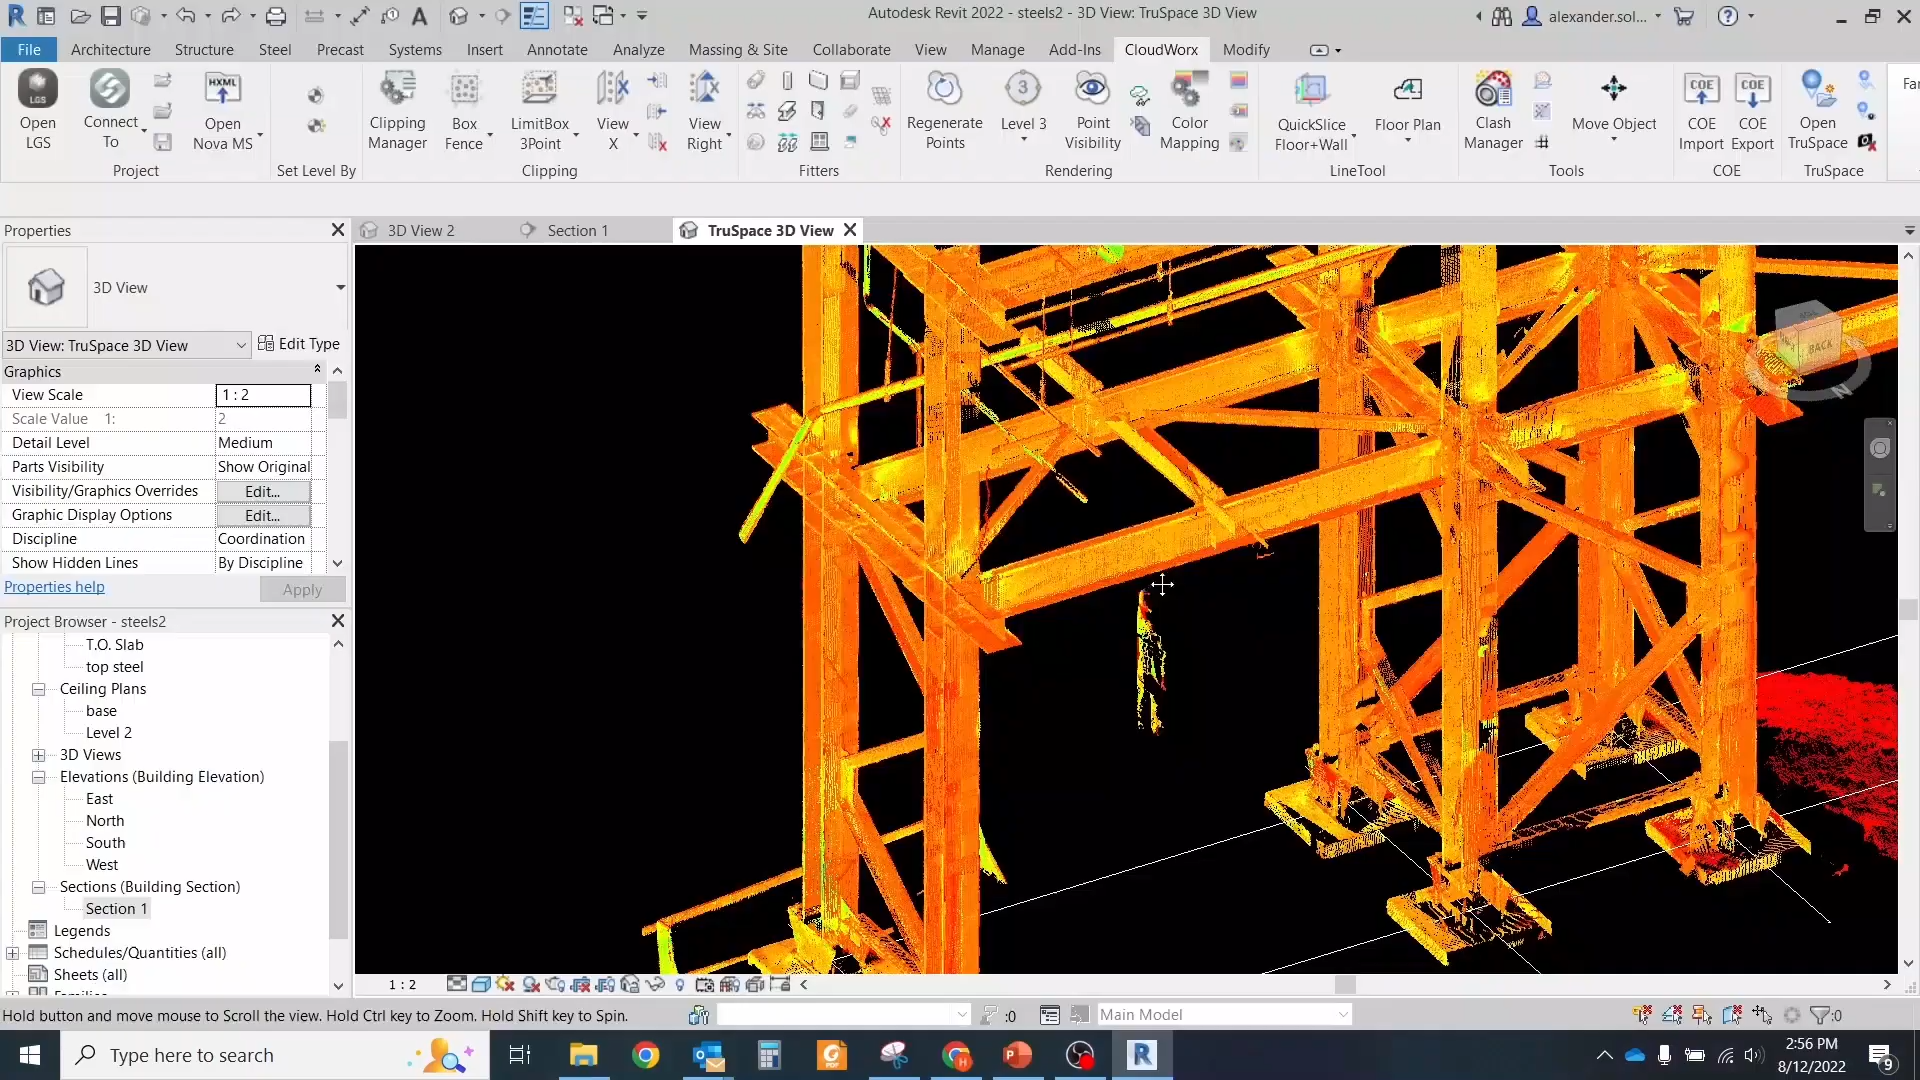 Autodesk Revit 2022 - steels2 - 3D View: TruSpace 3D View
alexander.sol...
File Architecture Structure Steel Precast Systems Insert Annotate Analyze Massing & Site Collaborate View Manage Add-Ins CloudWorx Modify
LGS
Open LGS
Connect To
HXML
Open Nova MS
Clipping Manager
Box Fence
LimitBox 3Point
View X
View Right
Regenerate Points
3
Level 3
Point Visibility
Color Mapping
QuickSlice Floor+Wall
Floor Plan
Clash Manager
Move Object
COE
COE Import
COE
COE Export
Open TruSpace
Project
Set Level By
Clipping
Fitters
Rendering
LineTool
Tools
COE
TruSpace
Properties
3D View 2
Section 1
TruSpace 3D View
3D View
3D View: TruSpace 3D View
Edit Type
Graphics
View Scale 1 : 2
Scale Value 1: 2
Detail Level Medium
Parts Visibility Show Original
Visibility/Graphics Overrides Edit...
Graphic Display Options Edit...
Discipline Coordination
Show Hidden Lines By Discipline
Properties help
Apply
BACK
N
Project Browser - steels2
T.O. Slab
top steel
Ceiling Plans
base
Level 2
3D Views
Elevations (Building Elevation)
East
North
South
West
Sections (Building Section)
Section 1
Legends
Schedules/Quantities (all)
Sheets (all)
1 : 2
Hold button and move mouse to Scroll the view. Hold Ctrl key to Zoom. Hold Shift key to Spin.
:0
Main Model
:0
Type here to search
2:56 PM
8/12/2022
9